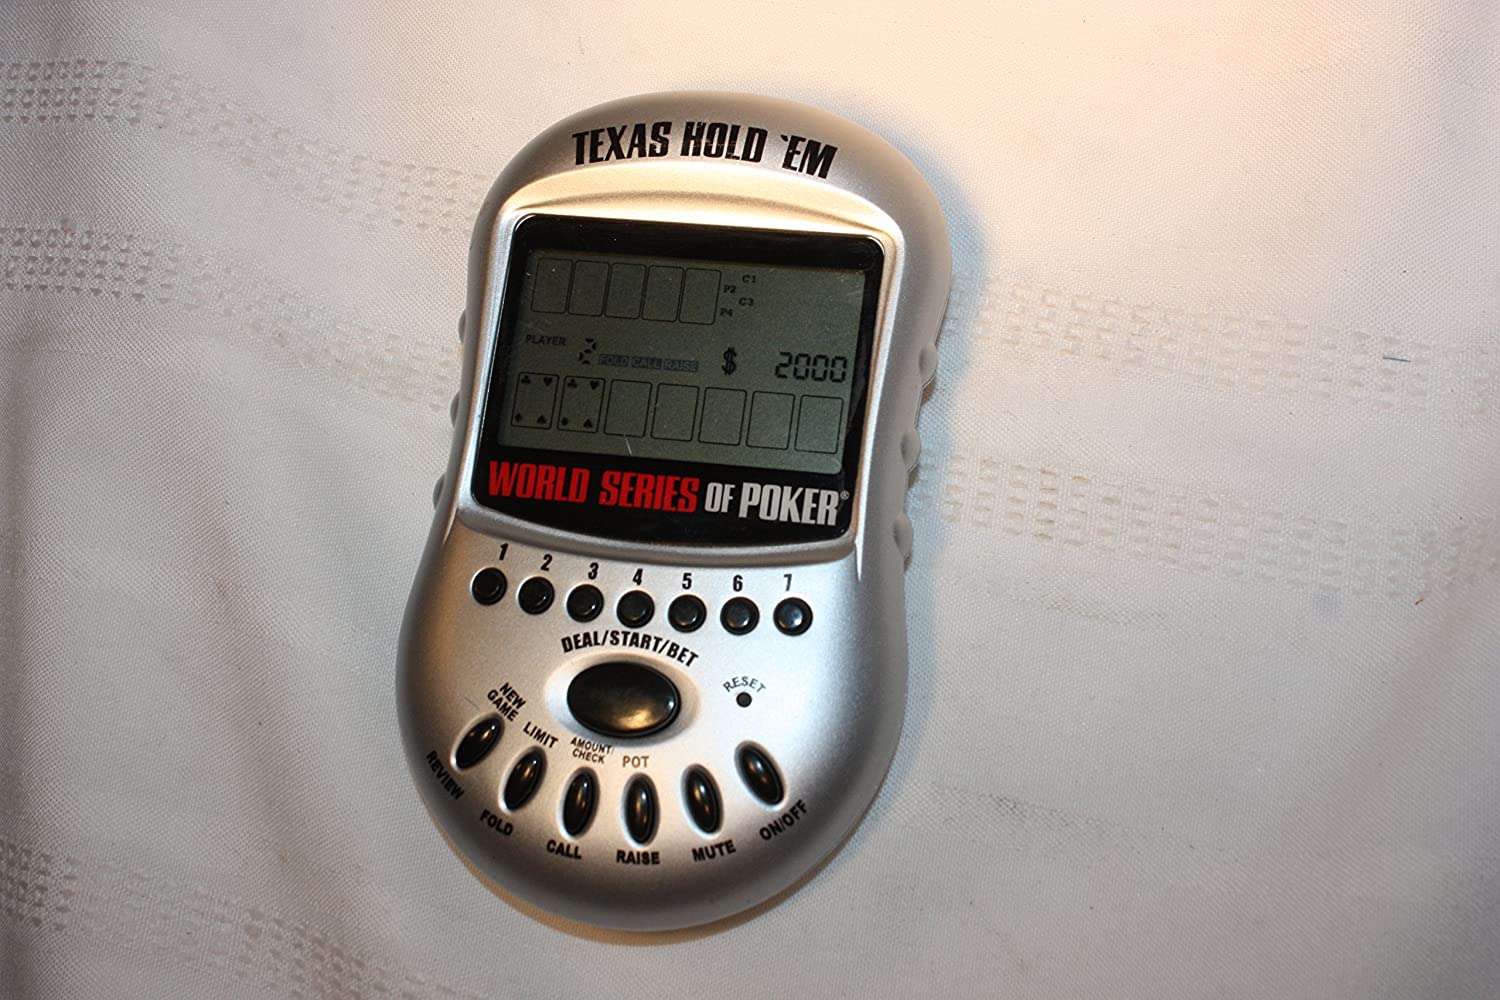 TEXAS HOLD 'EM
C1
P2
C3
P4
PLAYER 2 FOLD CALL RAISE $ 2000
WORLD SERIES OF POKER®
1 2 3 4 5 6 7
DEAL/START/BET
RESET
NEW
GAME
LIMIT
AMOUNT/
CHECK
POT
REVIEW
FOLD
CALL
RAISE
MUTE
ON/OFF